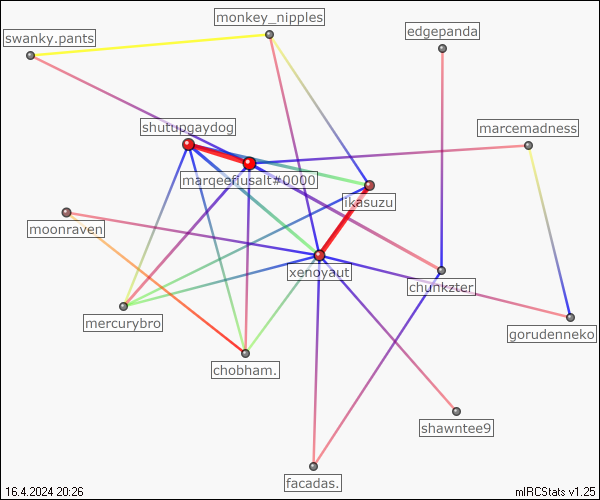 monkey_nipples
edgepanda
swanky.pants
shutupgaydog
marcemadness
marqeeflusalt#0000
ikasuzu
moonraven
xenoyaut
chunkzter
mercurybro
gorudenneko
chobham.
shawntee9
facadas.
16.4.2024 20:26
mIRCStats v1.25